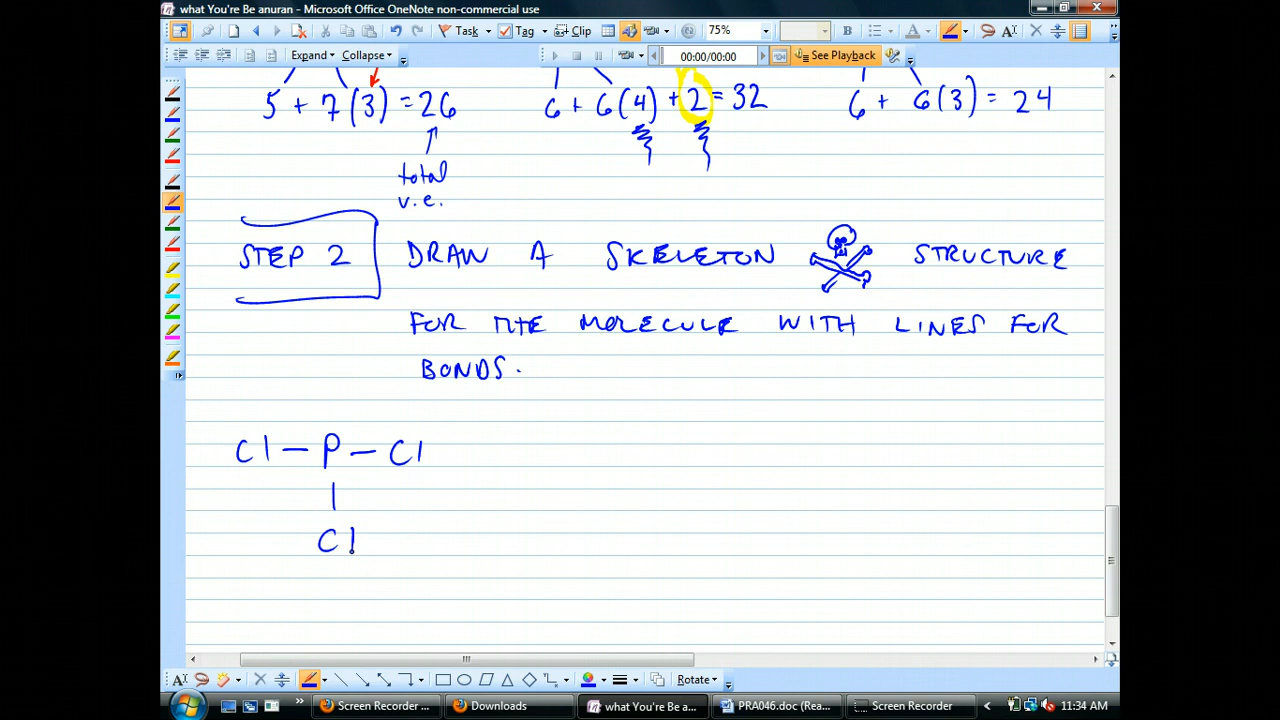 what You're Be anuran - Microsoft Office OneNote non-commercial use
Task Tag Clip 75% B
Expand Collapse 00:00/00:00 See Playback
5 + 7(3) = 26 6 + 6(4) + 2 = 32 6 + 6(3) = 24
total
v.e.
STEP 2 DRAW A SKELETON STRUCTURE
FOR THE MOLECULE WITH LINES FOR
BONDS.
Cl — P — Cl
|
Cl
Rotate
Screen Recorder ... Downloads what You're Be a... PRA046.doc (Rea... Screen Recorder 11:34 AM